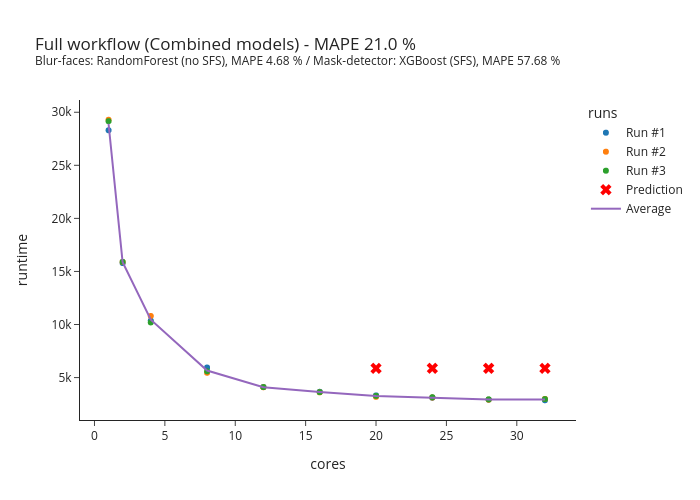 Full workflow (Combined models) - MAPE 21.0 %
Blur-faces: RandomForest (no SFS), MAPE 4.68 % / Mask-detector: XGBoost (SFS), MAPE 57.68 %
runs
Run #1
Run #2
Run #3
Prediction
Average
30k
25k
20k
15k
10k
5k
runtime
0 5 10 15 20 25 30
cores